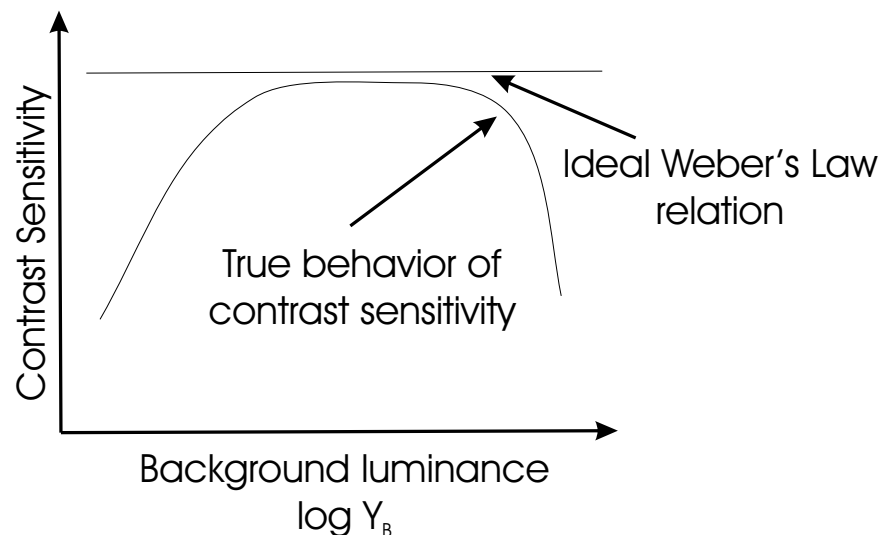 Contrast Sensitivity
Ideal Weber's Law
relation
True behavior of
contrast sensitivity
Background luminance
log Y_B